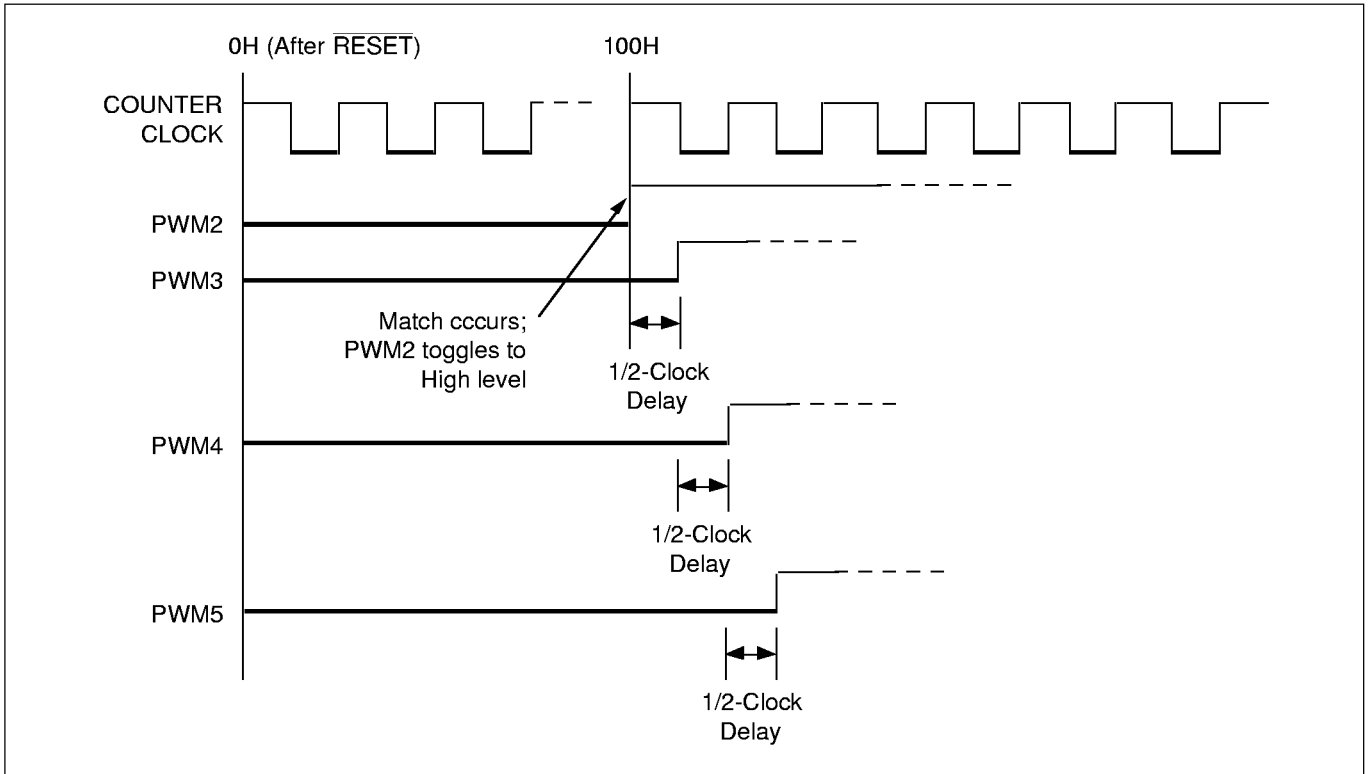 0H (After RESET)
100H
COUNTER
CLOCK
PWM2
PWM3
Match cccurs;
PWM2 toggles to
High level
1/2-Clock
Delay
PWM4
1/2-Clock
Delay
PWM5
1/2-Clock
Delay